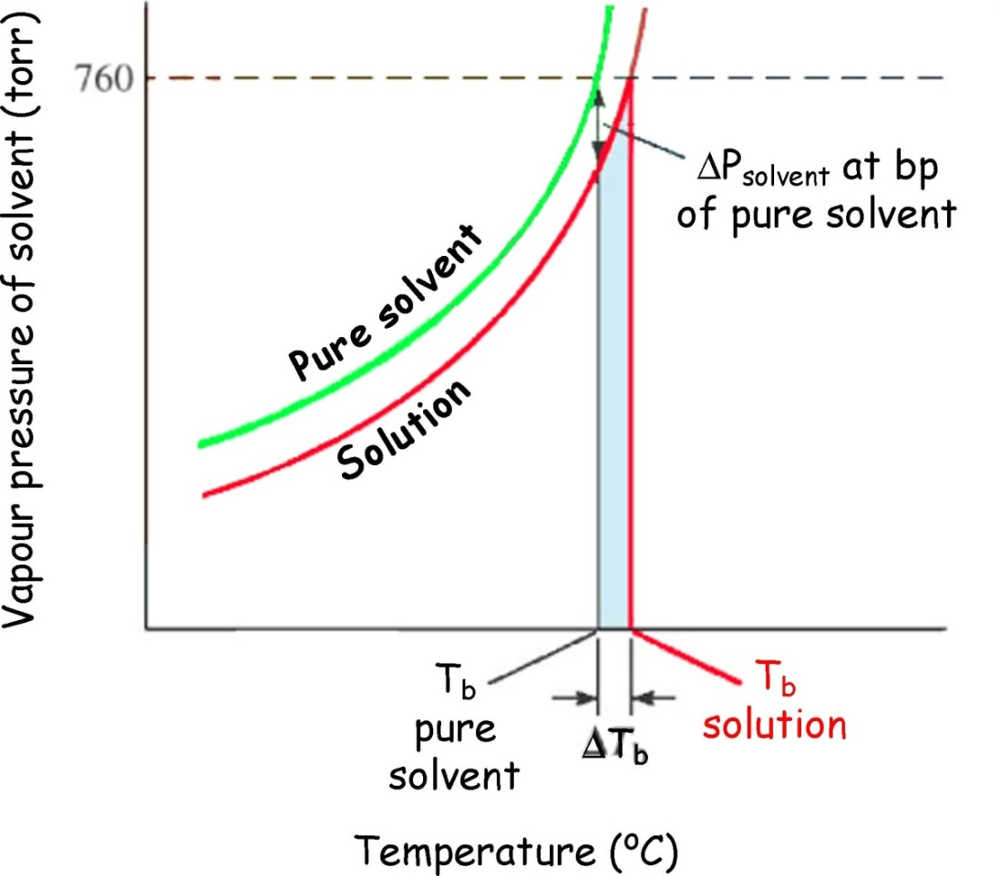 Vapour pressure of solvent (torr)
760
ΔPsolvent at bp
of pure solvent
Pure solvent
Solution
Tb
pure
solvent
ΔTb
Tb
solution
Temperature (ºC)